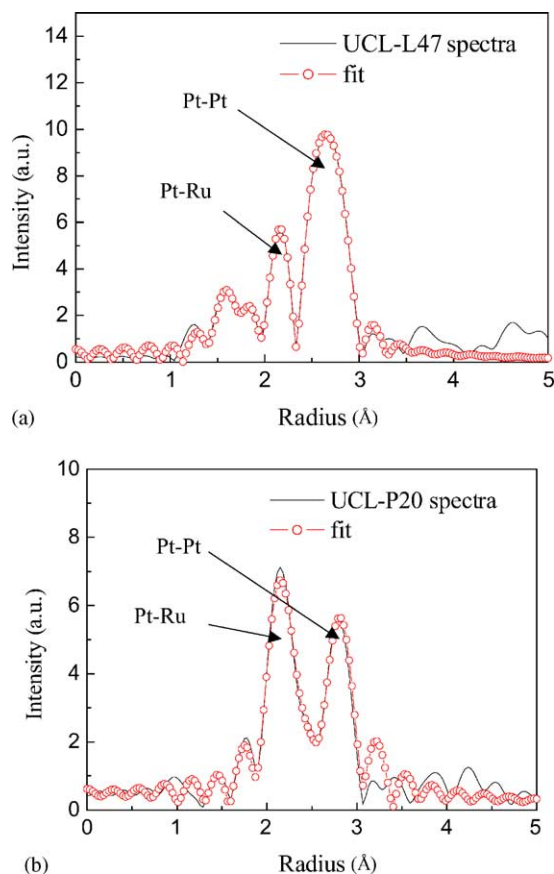 14
UCL-L47 spectra
12
fit
Pt-Pt
10
8
Pt-Ru
6
4
2
0
0 1 2 3 4 5
Intensity (a.u.)
(a)
Radius (Å)
10
UCL-P20 spectra
8
fit
Pt-Pt
6
Pt-Ru
4
2
0
0 1 2 3 4 5
Intensity (a.u.)
(b)
Radius (Å)